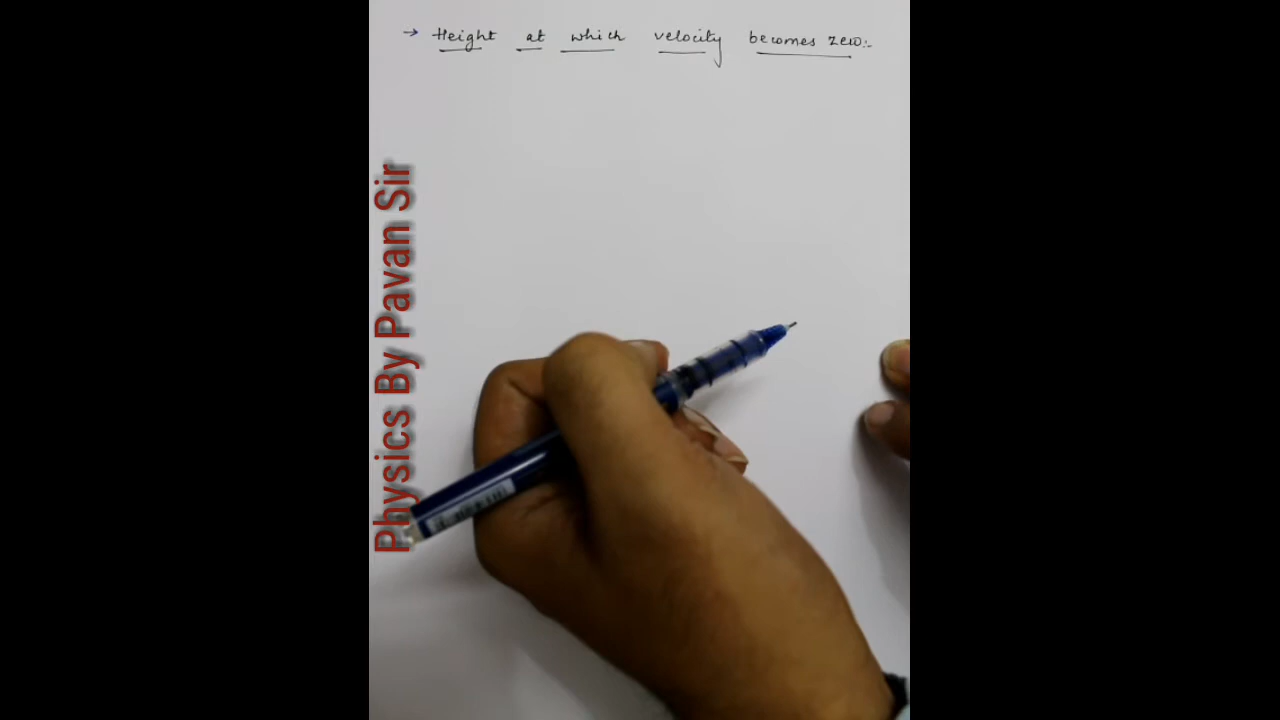 → Height at which velocity becomes zero:-
Physics By Pavan Sir